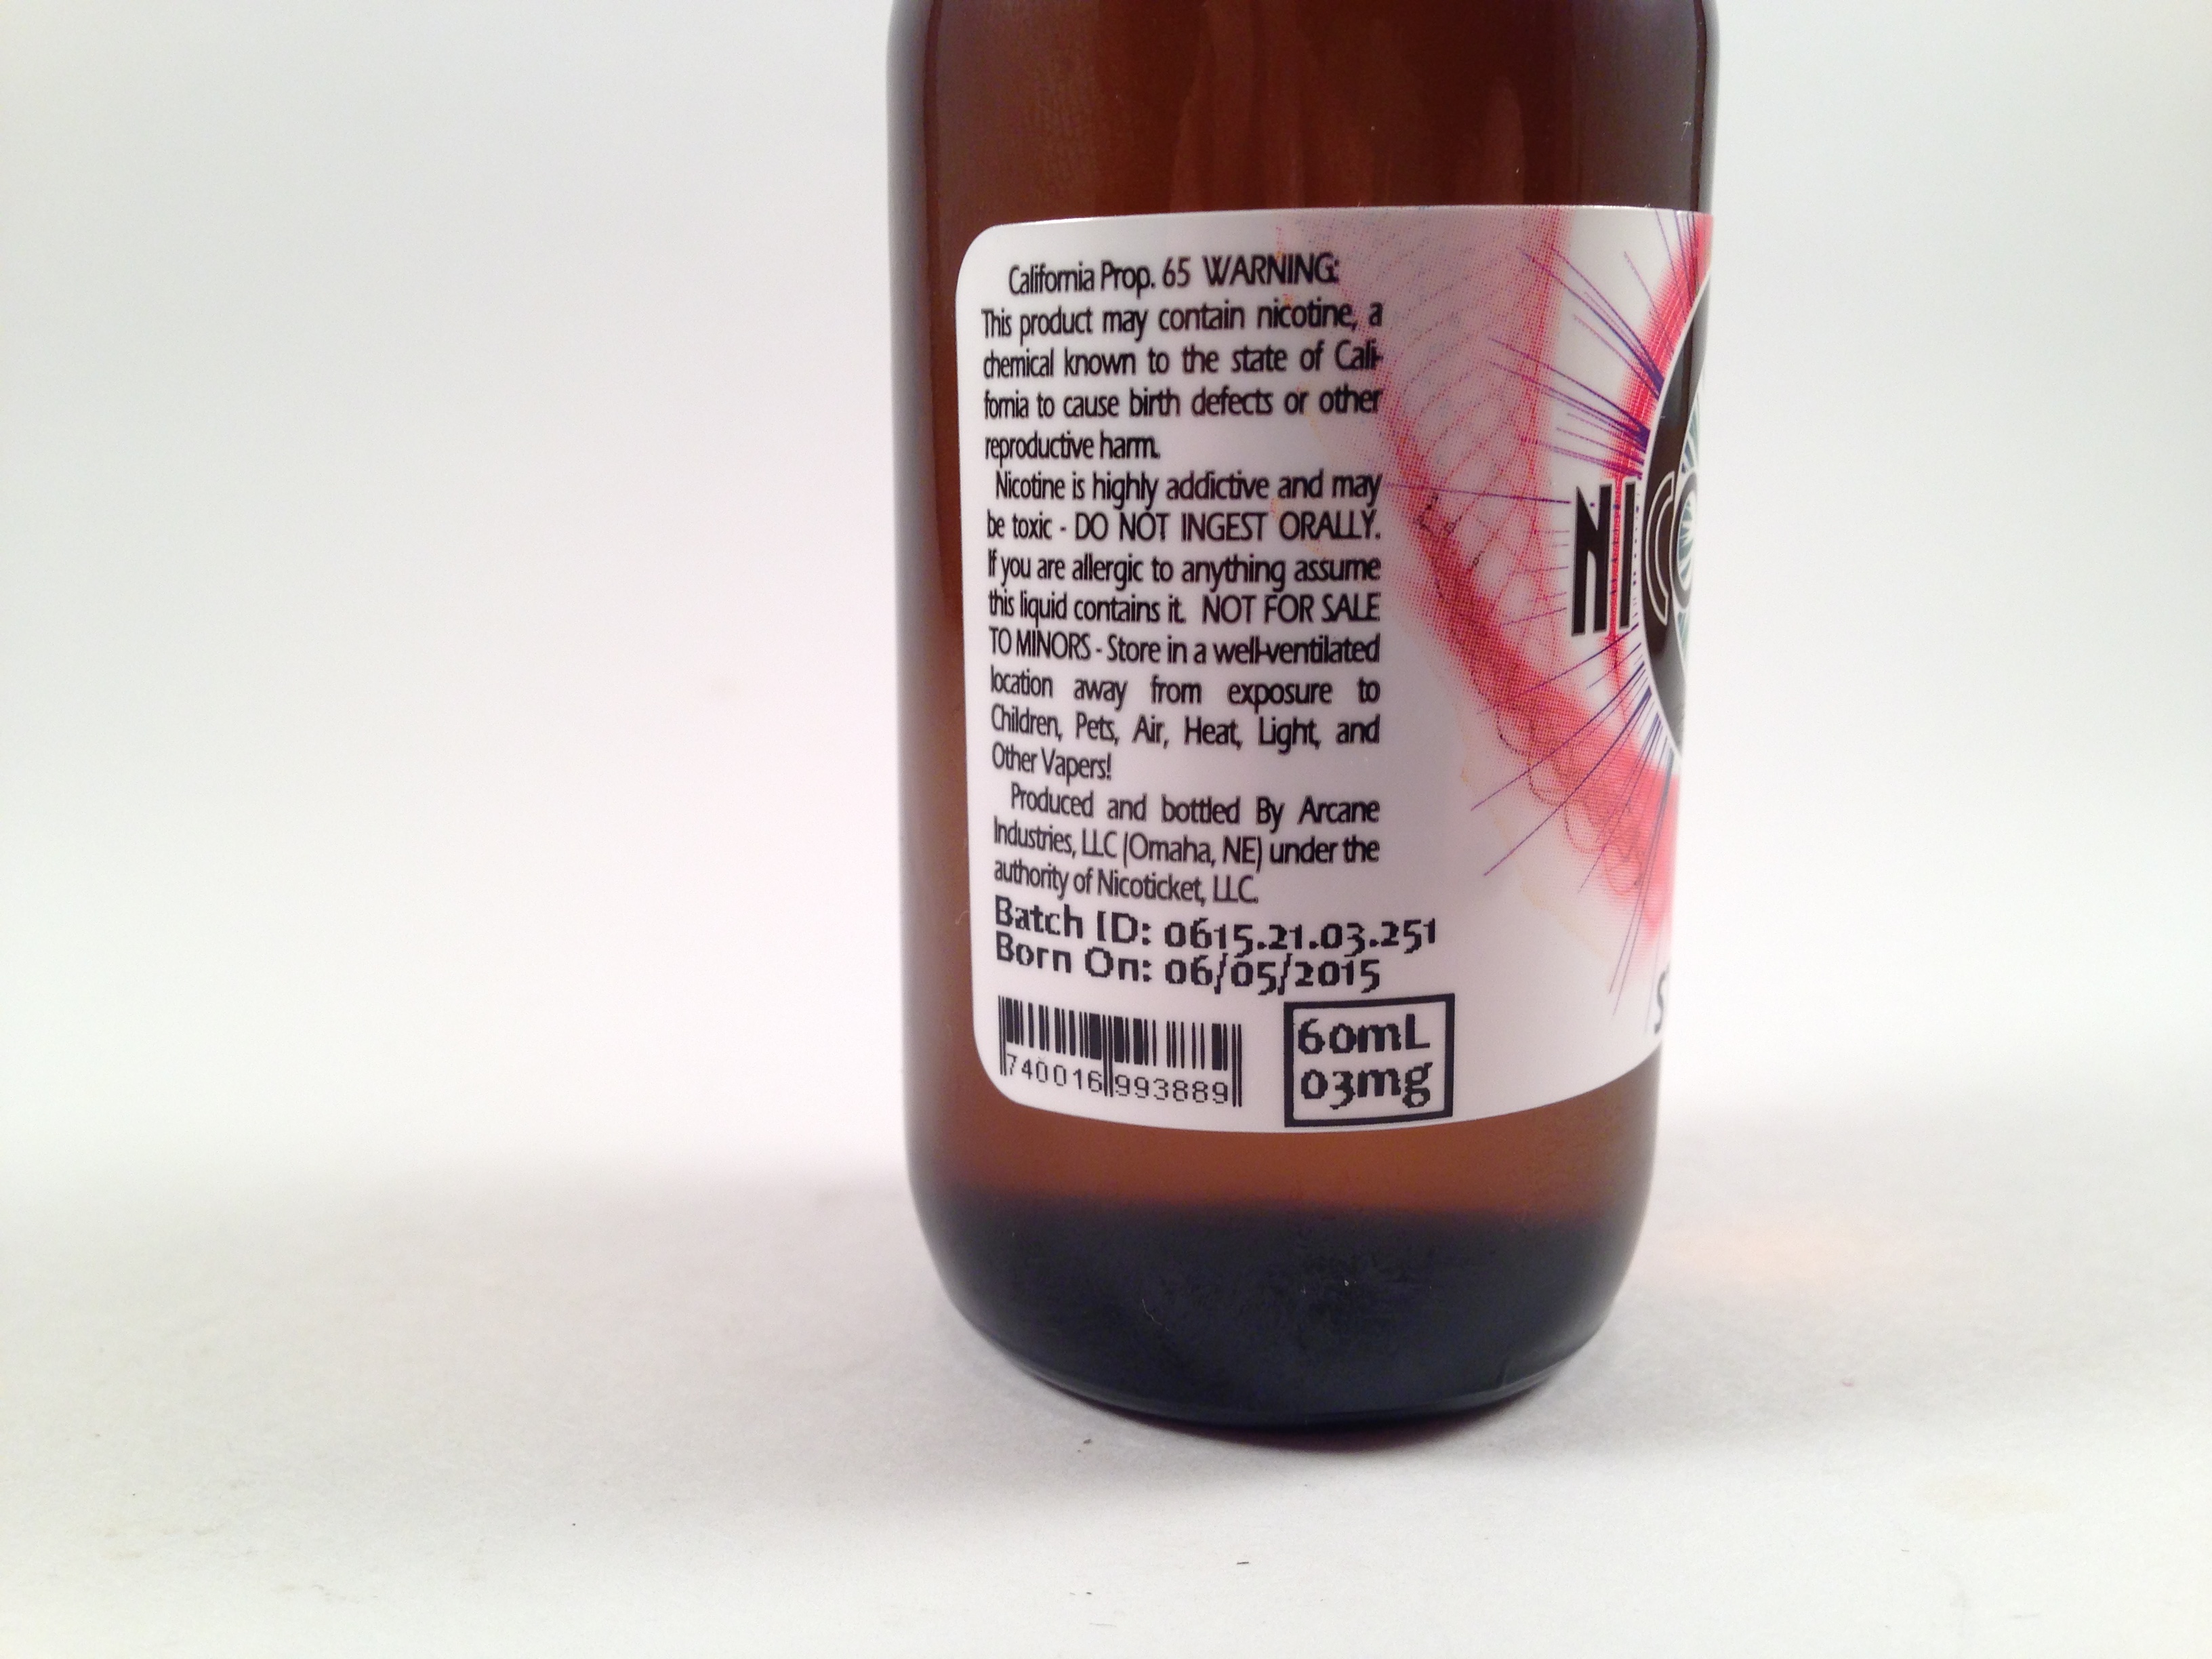 California Prop. 65 WARNING:
This product may contain nicotine, a
chemical known to the state of Cali-
fornia to cause birth defects or other
reproductive harm.
Nicotine is highly addictive and may
be toxic - DO NOT INGEST ORALLY.
If you are allergic to anything assume
this liquid contains it. NOT FOR SALE
TO MINORS - Store in a well-ventilated
location away from exposure to
Children, Pets, Air, Heat, Light, and
Other Vapers!
Produced and bottled By Arcane
Industries, LLC (Omaha, NE) under the
authority of Nicoticket, LLC.
Batch ID: 0615.21.03.251
Born On: 06/05/2015
740016 993889
60mL
03mg